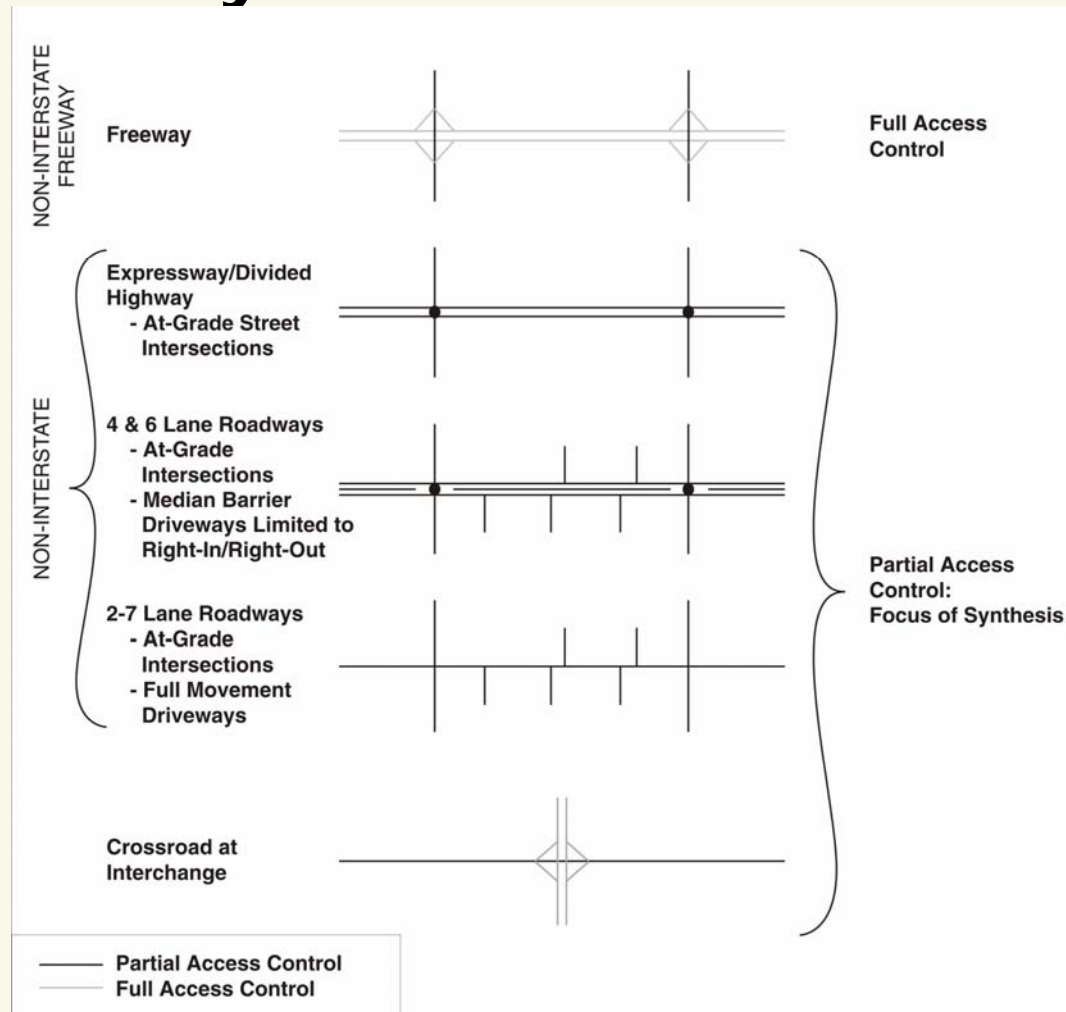 NON-INTERSTATE
FREEWAY
Freeway
Full Access
Control
NON-INTERSTATE
Expressway/Divided
Highway
- At-Grade Street
Intersections
4 & 6 Lane Roadways
- At-Grade
Intersections
- Median Barrier
Driveways Limited to
Right-In/Right-Out
2-7 Lane Roadways
- At-Grade
Intersections
- Full Movement
Driveways
Partial Access
Control:
Focus of Synthesis
Crossroad at
Interchange
Partial Access Control
Full Access Control